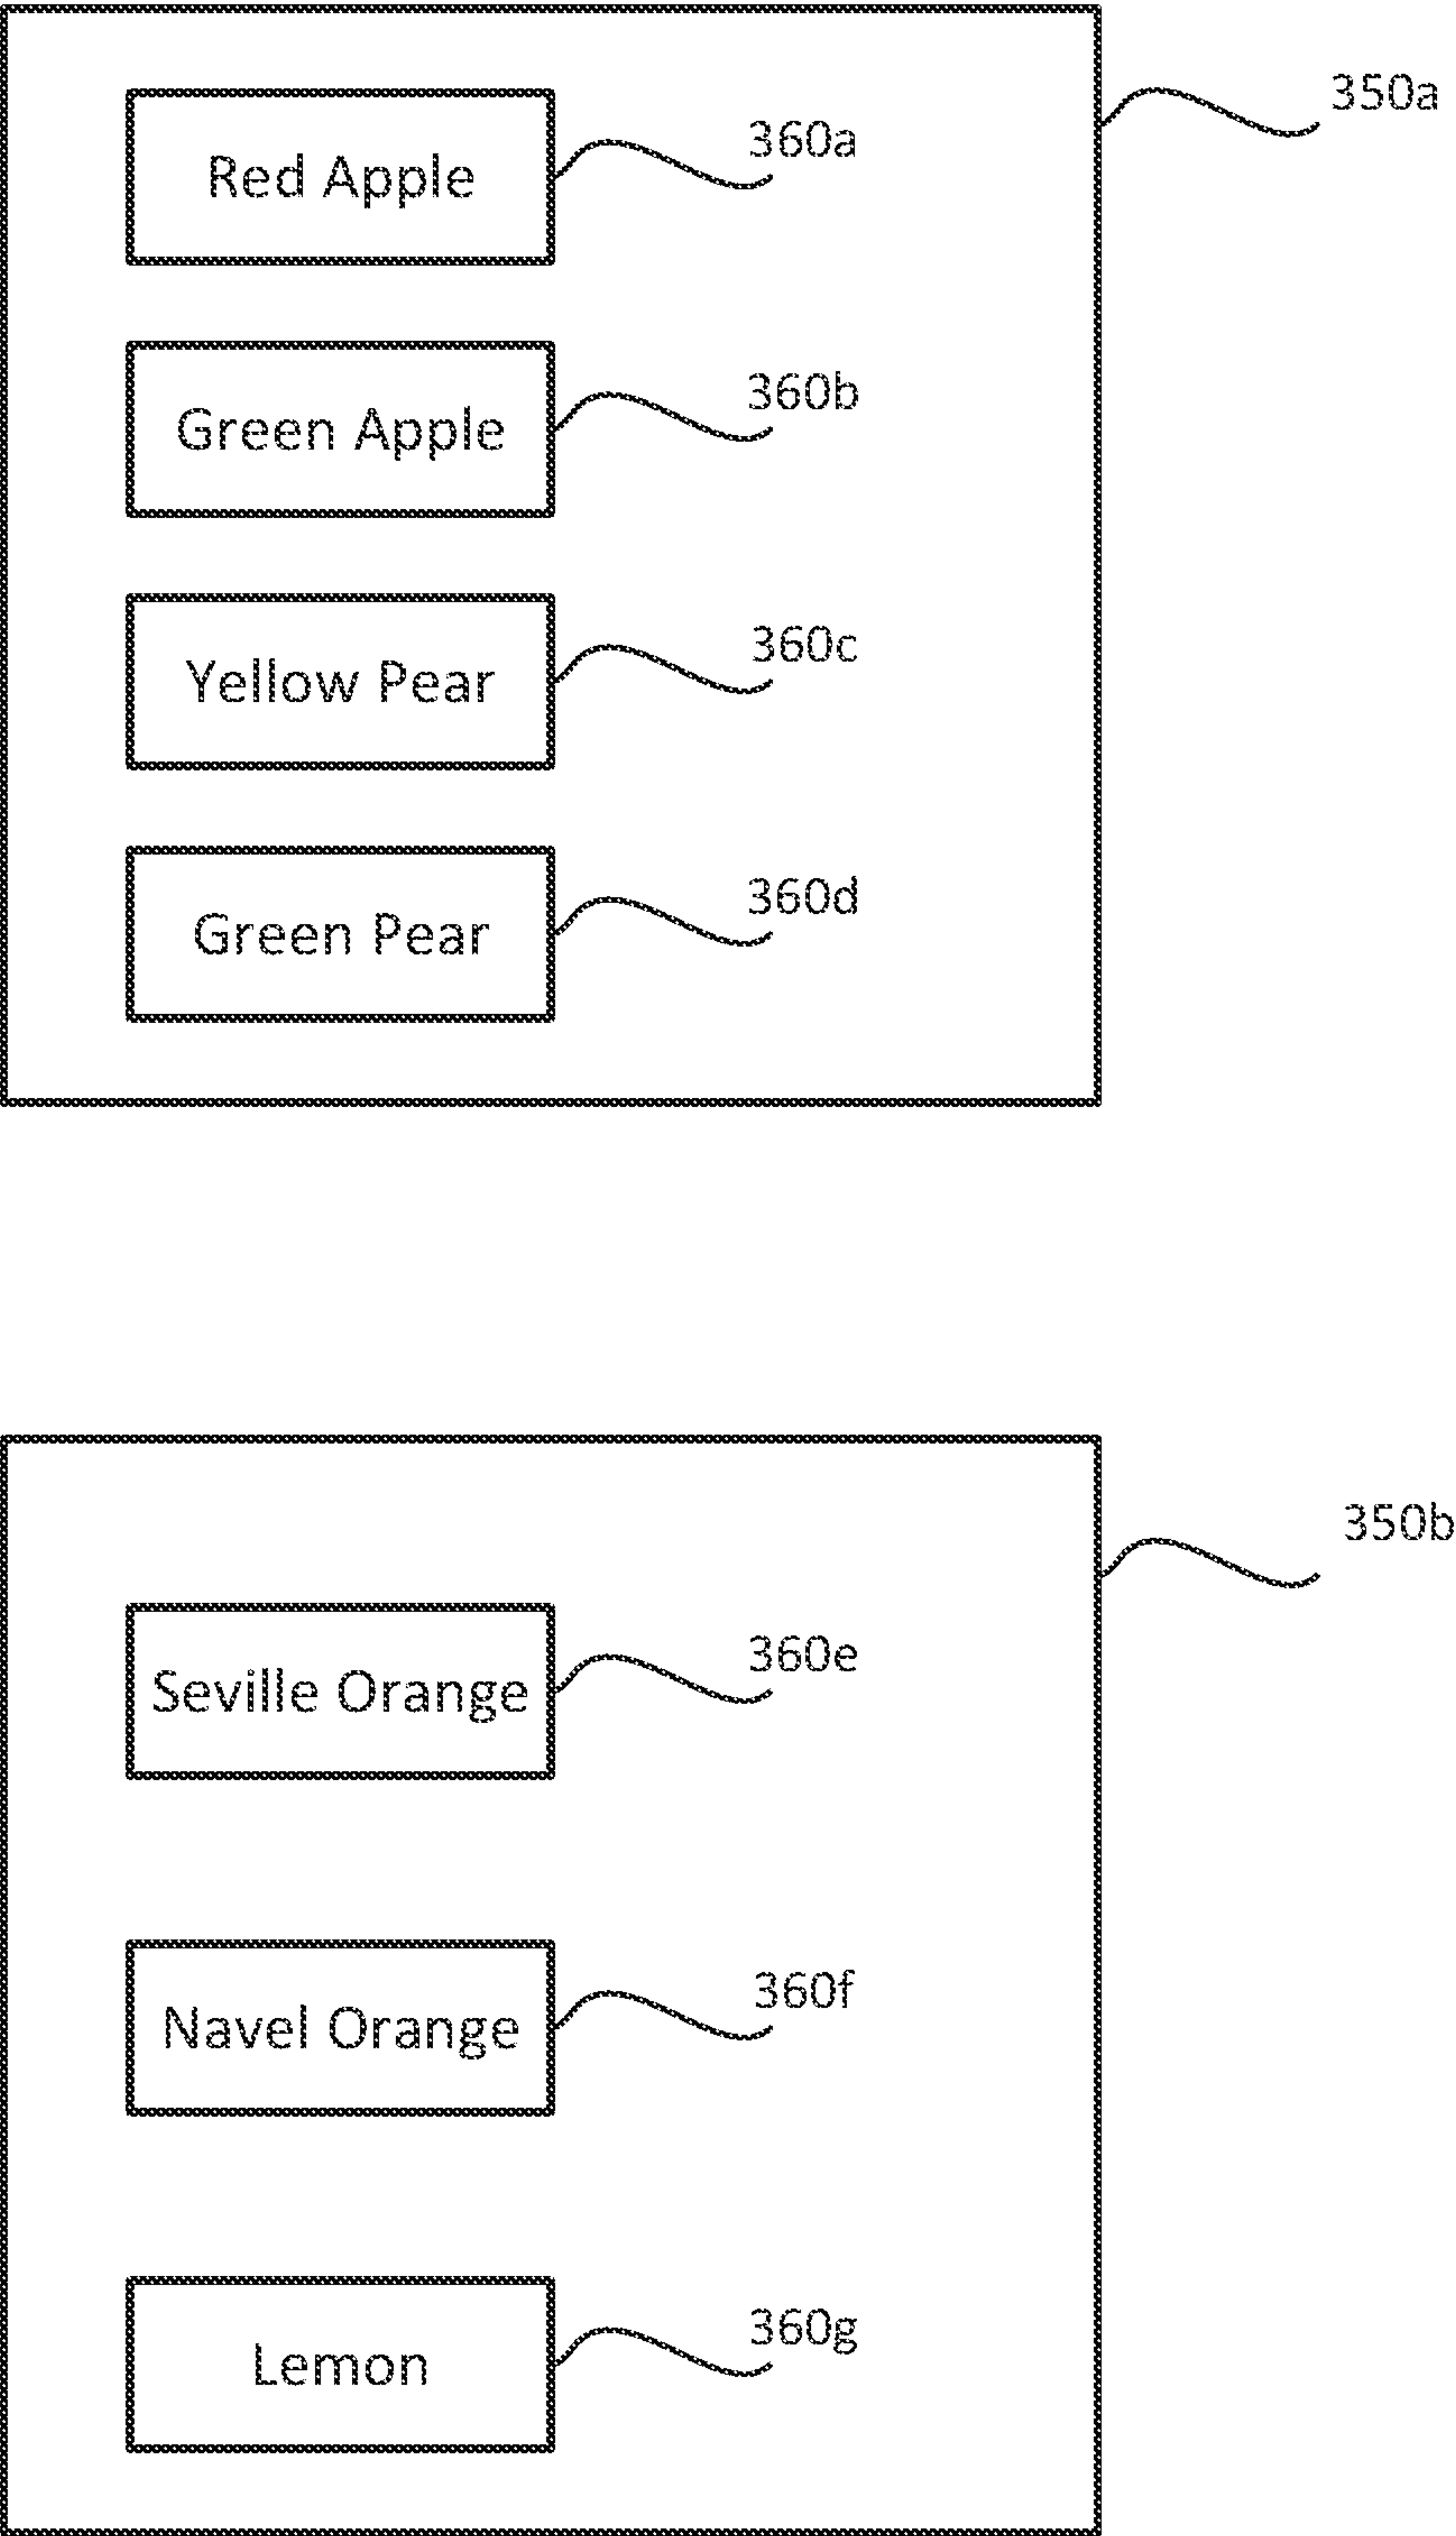 350a
Red Apple
360a
Green Apple
360b
Yellow Pear
360c
Green Pear
360d
350b
Seville Orange
360e
Navel Orange
360f
Lemon
360g